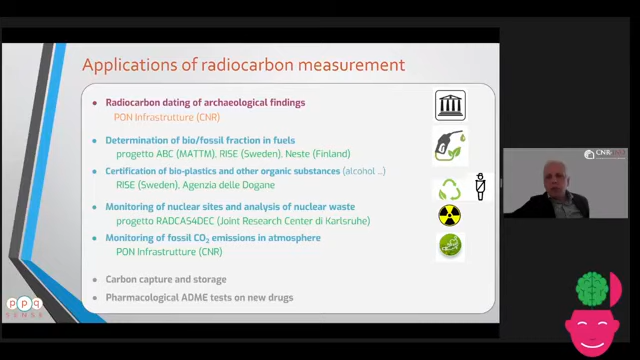 Applications of radiocarbon measurement
Radiocarbon dating of archaeological findings
PON Infrastrutture (CNR)
Determination of bio/fossil fraction in fuels
progetto ABC (MATTM), RISE (Sweden), Neste (Finland)
Certification of bio-plastics and other organic substances (alcohol ...)
RISE (Sweden), Agenzia delle Dogane
Monitoring of nuclear sites and analysis of nuclear waste
progetto RADCAS4DEC (Joint Research Center di Karlsruhe)
Monitoring of fossil CO₂ emissions in atmosphere
PON Infrastrutture (CNR)
Carbon capture and storage
Pharmacological ADME tests on new drugs
ppq
SENSE
CNR-INO